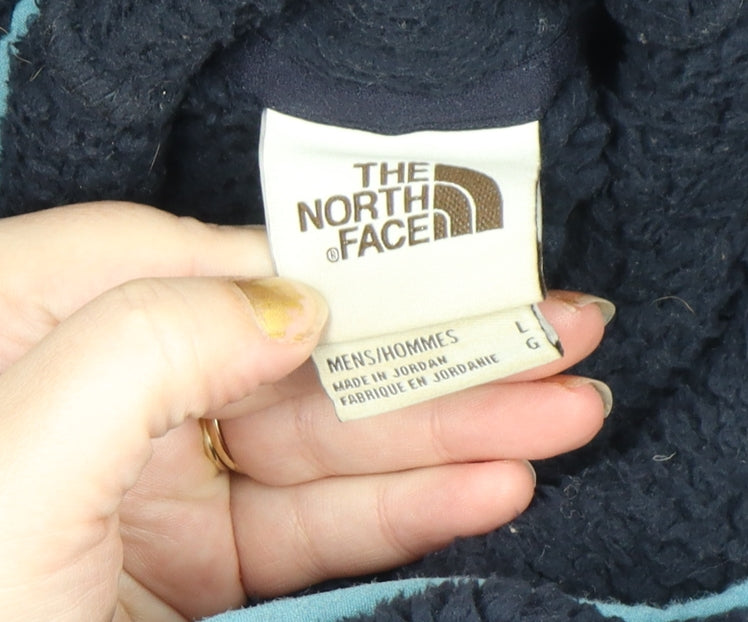 THE
NORTH
®FACE
MENS/HOMMES L
MADE IN JORDAN G
FABRIQUE EN JORDANIE